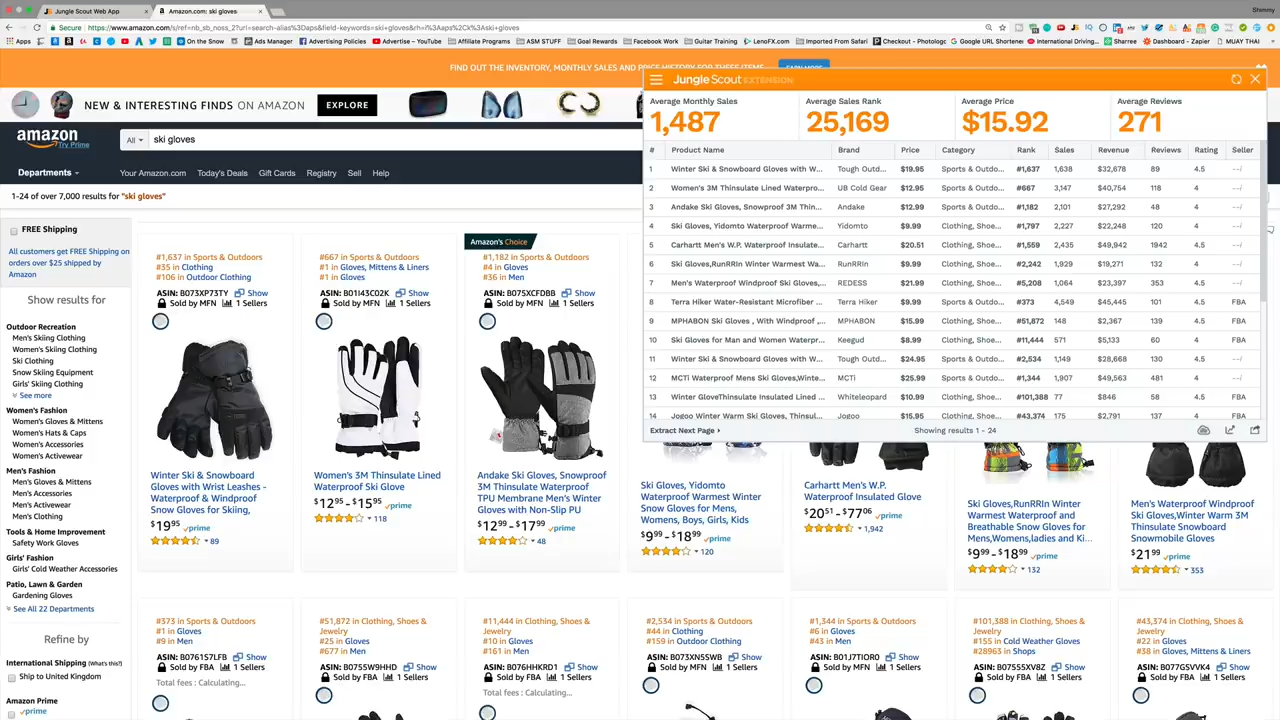 Jungle Scout Web App
Amazon.com: ski gloves
Shimmy
Secure
https://www.amazon.com/s/ref=nb_sb_noss_2?url=search-alias%3Daps&field-keywords=ski+gloves&rh=i%3Aaps%2Ck%3Aski+gloves
Apps
On the Snow
Ad Manager
Advertising Policies
Advertise – YouTube
Affiliate Programs
ASM STUFF
Goal Rewards
Facebook Work
Guitar Training
LenoFX.com
Imported From Safari
Checkout - Photologo
Google URL Shortener
International Driving...
Sharree
Dashboard - Zapier
MUAY THAI
FIND OUT THE INVENTORY, MONTHLY SALES AND PRICE HISTORY FOR THESE ITEMS
LEARN MORE
NEW & INTERESTING FINDS ON AMAZON
EXPLORE
amazon
Try Prime
All
ski gloves
Departments
Your Amazon.com
Today's Deals
Gift Cards
Registry
Sell
Help
1-24 of over 7,000 results for "ski gloves"
Jungle Scout EXTENSION
Average Monthly Sales
1,487
Average Sales Rank
25,169
Average Price
$15.92
Average Reviews
271
# Product Name Brand Price Category Rank Sales Revenue Reviews Rating Seller
1 Winter Ski & Snowboard Gloves with W... Tough Outd... $19.95 Sports & Outdo... #1,637 1,638 $32,678 89 4.5 --/
2 Women's 3M Thinsulate Lined Waterpro... UB Cold Gear $12.95 Sports & Outdo... #667 3,147 $40,754 118 4 --/
3 Andake Ski Gloves, Snowproof 3M Thin... Andake $12.99 Sports & Outdo... #1,182 2,101 $27,292 48 4 --/
4 Ski Gloves, Yidomto Waterproof Warme... Yidomto $9.99 Clothing, Shoe... #1,797 2,227 $22,248 120 4 --/
5 Carhartt Men's W.P. Waterproof Insulate... Carhartt $20.51 Clothing, Shoe... #1,559 2,435 $49,942 1942 4.5 --/
6 Ski Gloves,RunRRIn Winter Warmest Wa... RunRRIn $9.99 Clothing, Shoe... #2,242 1,929 $19,271 132 4 --/
7 Men's Waterproof Windproof Ski Gloves,... REDESS $21.99 Clothing, Shoe... #5,208 1,064 $23,397 353 4.5 --/
8 Terra Hiker Water-Resistant Microfiber ... Terra Hiker $9.99 Sports & Outdo... #373 4,549 $45,445 101 4.5 FBA
9 MPHABON Ski Gloves , With Windproof ,... MPHABON $15.99 Clothing, Shoe... #51,872 148 $2,367 139 4.5 FBA
10 Ski Gloves for Man and Women Waterpr... Keegud $8.99 Clothing, Shoe... #11,444 571 $5,133 60 4 FBA
11 Winter Ski & Snowboard Gloves with W... Tough Outd... $24.95 Sports & Outdo... #2,534 1,149 $28,668 130 4.5 --/
12 MCTi Waterproof Mens Ski Gloves,Winte... MCTi $25.99 Sports & Outdo... #1,344 1,907 $49,563 481 4 --/
13 Winter GloveThinsulate Insulated Lined ... Whiteleopard $10.99 Clothing, Shoe... #101,388 77 $846 58 4.5 FBA
14 Jogoo Winter Warm Ski Gloves, Thinsul... Jogoo $15.95 Clothing, Shoe... #43,374 175 $2,791 137 4 FBA
Extract Next Page
Showing results 1 - 24
FREE Shipping
All customers get FREE Shipping on
orders over $25 shipped by
Amazon
Show results for
Outdoor Recreation
Men's Skiing Clothing
Women's Skiing Clothing
Ski Clothing
Snow Skiing Equipment
Girls' Skiing Clothing
See more
Women's Fashion
Women's Gloves & Mittens
Women's Hats & Caps
Women's Accessories
Women's Activewear
Men's Fashion
Men's Gloves & Mittens
Men's Accessories
Men's Activewear
Men's Clothing
Tools & Home Improvement
Safety Work Gloves
Girls' Fashion
Girls' Cold Weather Accessories
Patio, Lawn & Garden
Gardening Gloves
See All 22 Departments
Refine by
International Shipping (What's this?)
Ship to United Kingdom
Amazon Prime
prime
#1,637 in Sports & Outdoors
#35 in Clothing
#106 in Outdoor Clothing
ASIN: B073XP73TY Show
Sold by MFN 1 Sellers
Winter Ski & Snowboard
Gloves with Wrist Leashes -
Waterproof & Windproof
Snow Gloves for Skiing,
$1995 prime
89
#667 in Sports & Outdoors
#1 in Gloves, Mittens & Liners
#1 in Gloves
ASIN: B01I43C02K Show
Sold by MFN 1 Sellers
Women's 3M Thinsulate Lined
Waterproof Ski Glove
$1295 - $1595 prime
118
Amazon's Choice
#1,182 in Sports & Outdoors
#4 in Gloves
#36 in Men
ASIN: B075XCFDBB Show
Sold by MFN 1 Sellers
Andake Ski Gloves, Snowproof
3M Thinsulate Waterproof
TPU Membrane Men's Winter
Gloves with Non-Slip PU
$1299 - $1799 prime
48
Ski Gloves, Yidomto
Waterproof Warmest Winter
Snow Gloves for Mens,
Womens, Boys, Girls, Kids
$999 - $1899 prime
120
Carhartt Men's W.P.
Waterproof Insulated Glove
$2051 - $7706 prime
1,942
Ski Gloves,RunRRIn Winter
Warmest Waterproof and
Breathable Snow Gloves for
Mens,Womens,ladies and Ki...
$999 - $1899 prime
132
Men's Waterproof Windproof
Ski Gloves,Winter Warm 3M
Thinsulate Snowboard
Snowmobile Gloves
$2199 prime
353
#373 in Sports & Outdoors
#1 in Gloves
#9 in Men
ASIN: B0761S7LFB Show
Sold by FBA 1 Sellers
Total fees : Calculating...
#51,872 in Clothing, Shoes &
Jewelry
#25 in Gloves
#677 in Men
ASIN: B0755W9HHD Show
Sold by FBA 1 Sellers
#11,444 in Clothing, Shoes &
Jewelry
#10 in Gloves
#161 in Men
ASIN: B076HHKRD1 Show
Sold by FBA 1 Sellers
Total fees : Calculating...
#2,534 in Sports & Outdoors
#44 in Clothing
#159 in Outdoor Clothing
ASIN: B073XN55WB Show
Sold by MFN 1 Sellers
#1,344 in Sports & Outdoors
#6 in Gloves
#43 in Men
ASIN: B01J7TIOR0 Show
Sold by MFN 1 Sellers
#101,388 in Clothing, Shoes &
Jewelry
#155 in Cold Weather Gloves
#28963 in Shops
ASIN: B07555XV8Z Show
Sold by FBA 1 Sellers
#43,374 in Clothing, Shoes &
Jewelry
#22 in Gloves
#38 in Gloves, Mittens & Liners
ASIN: B077GSVVK4 Show
Sold by FBA 1 Sellers